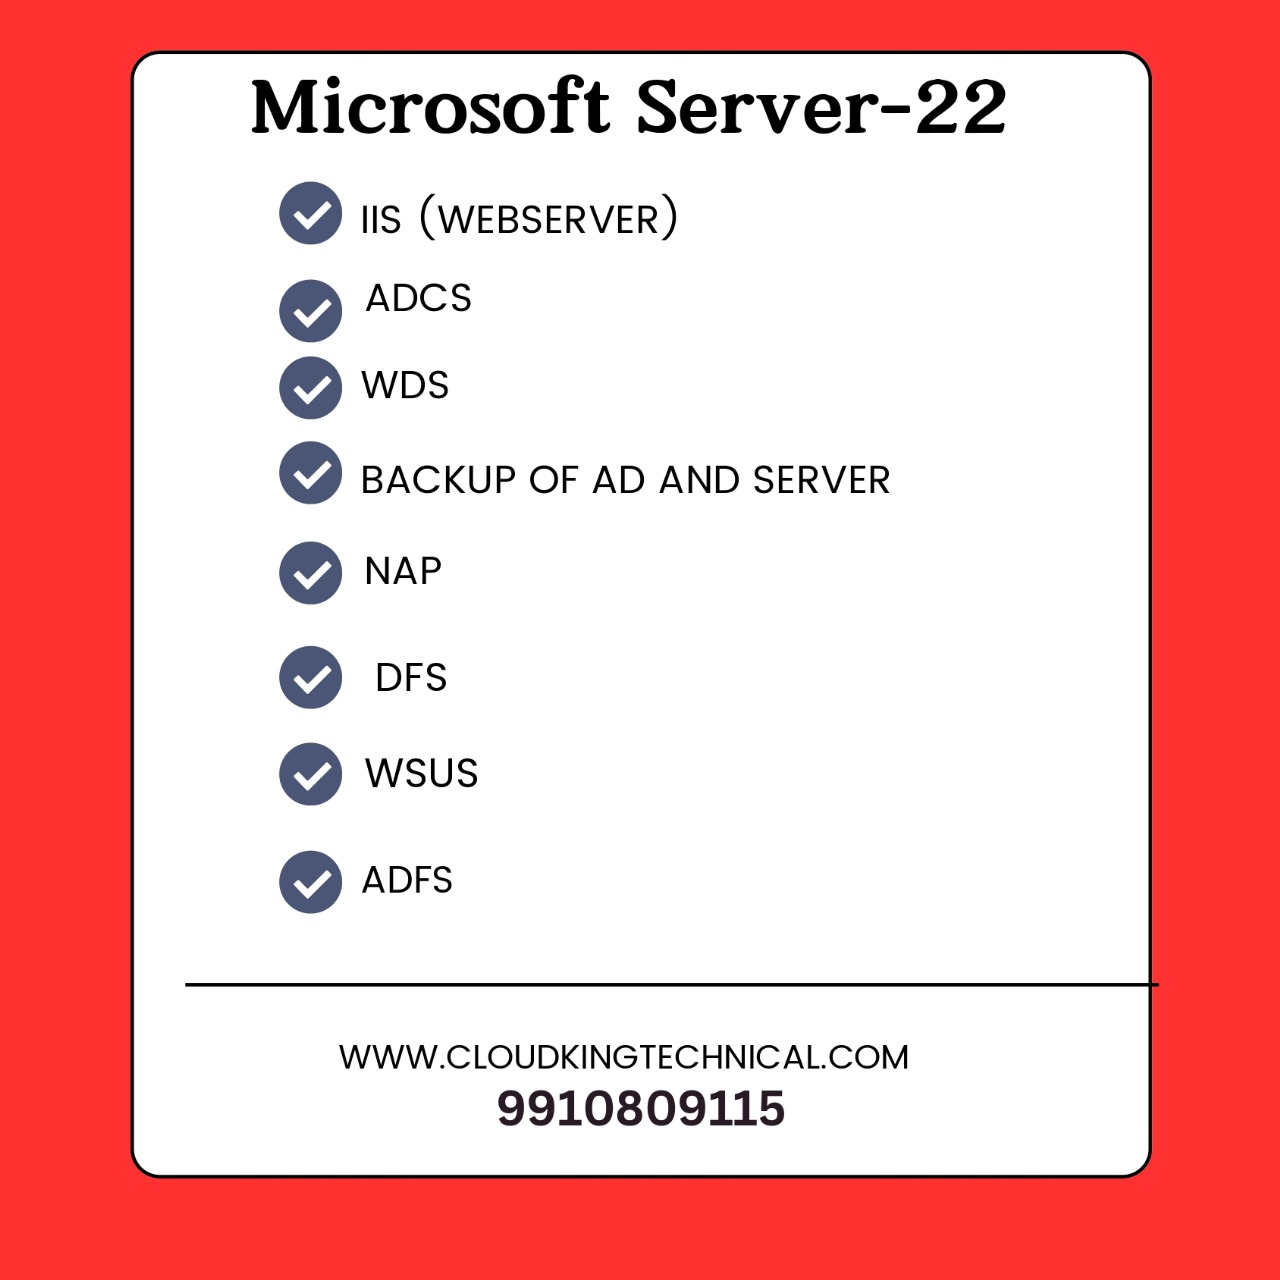 Microsoft Server-22
IIS (WEBSERVER)
ADCS
WDS
BACKUP OF AD AND SERVER
NAP
DFS
WSUS
ADFS
WWW.CLOUDKINGTECHNICAL.COM
9910809115